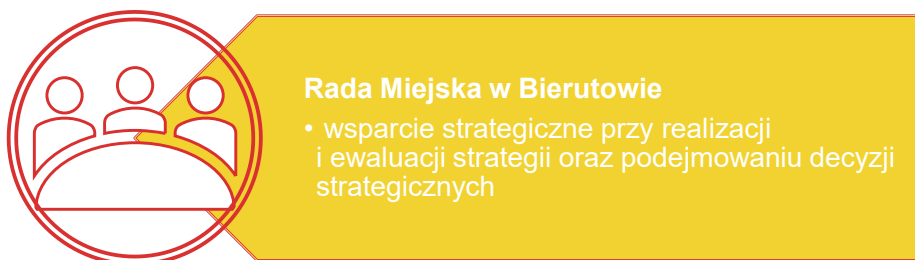 Rada Miejska w Bierutowie
• wsparcie strategiczne przy realizacji
i ewaluacji strategii oraz podejmowaniu decyzji
strategicznych